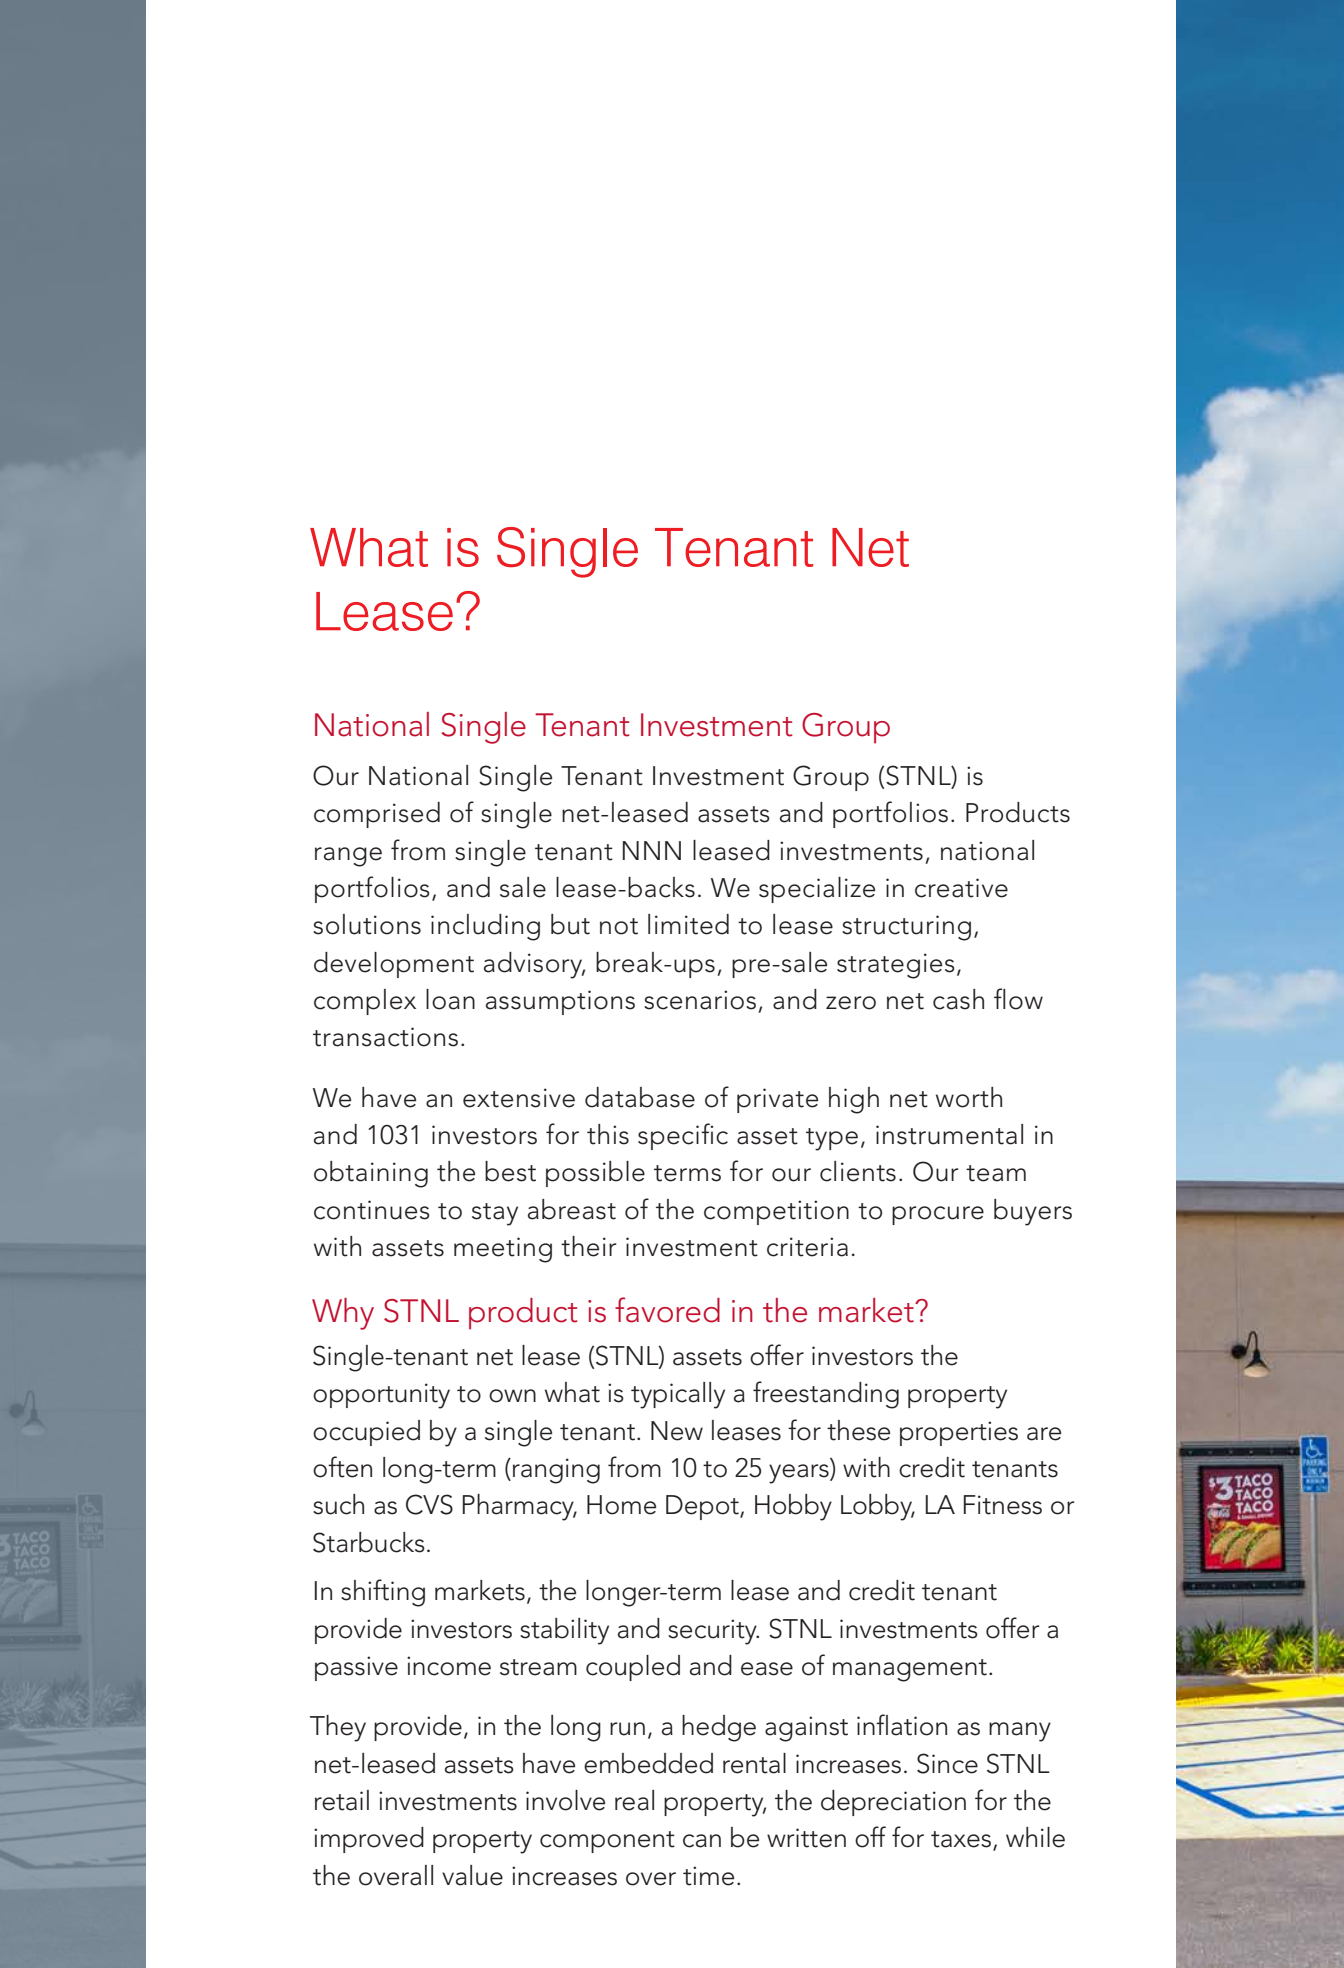 What is Single Tenant Net
Lease?
National Single Tenant Investment Group
Our National Single Tenant Investment Group (STNL) is
comprised of single net-leased assets and portfolios. Products
range from single tenant NNN leased investments, national
portfolios, and sale lease-backs. We specialize in creative
solutions including but not limited to lease structuring,
development advisory, break-ups, pre-sale strategies,
complex loan assumptions scenarios, and zero net cash flow
transactions.
We have an extensive database of private high net worth
and 1031 investors for this specific asset type, instrumental in
obtaining the best possible terms for our clients. Our team
continues to stay abreast of the competition to procure buyers
with assets meeting their investment criteria.
Why STNL product is favored in the market?
Single-tenant net lease (STNL) assets offer investors the
opportunity to own what is typically a freestanding property
occupied by a single tenant. New leases for these properties are
often long-term (ranging from 10 to 25 years) with credit tenants
such as CVS Pharmacy, Home Depot, Hobby Lobby, LA Fitness or
Starbucks.
In shifting markets, the longer-term lease and credit tenant
provide investors stability and security. STNL investments offer a
passive income stream coupled and ease of management.
They provide, in the long run, a hedge against inflation as many
net-leased assets have embedded rental increases. Since STNL
retail investments involve real property, the depreciation for the
improved property component can be written off for taxes, while
the overall value increases over time.
$3 TACO
TACO
TACO
PARKING
ONLY
3 TACO
TACO
TACO